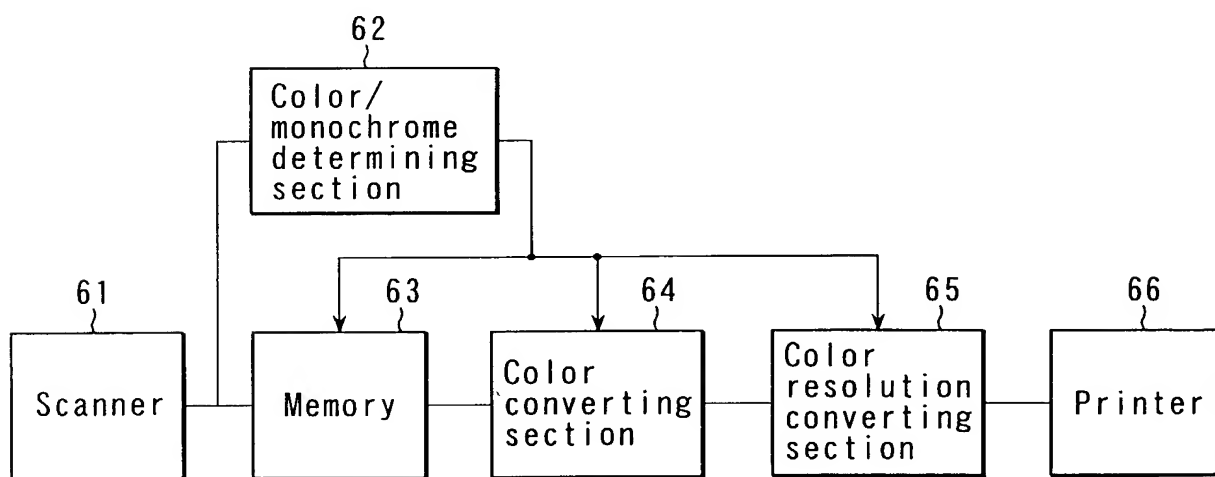 62
Color/
monochrome
determining
section
61
63
64
65
66
Scanner
Memory
Color
converting
section
Color
resolution
converting
section
Printer